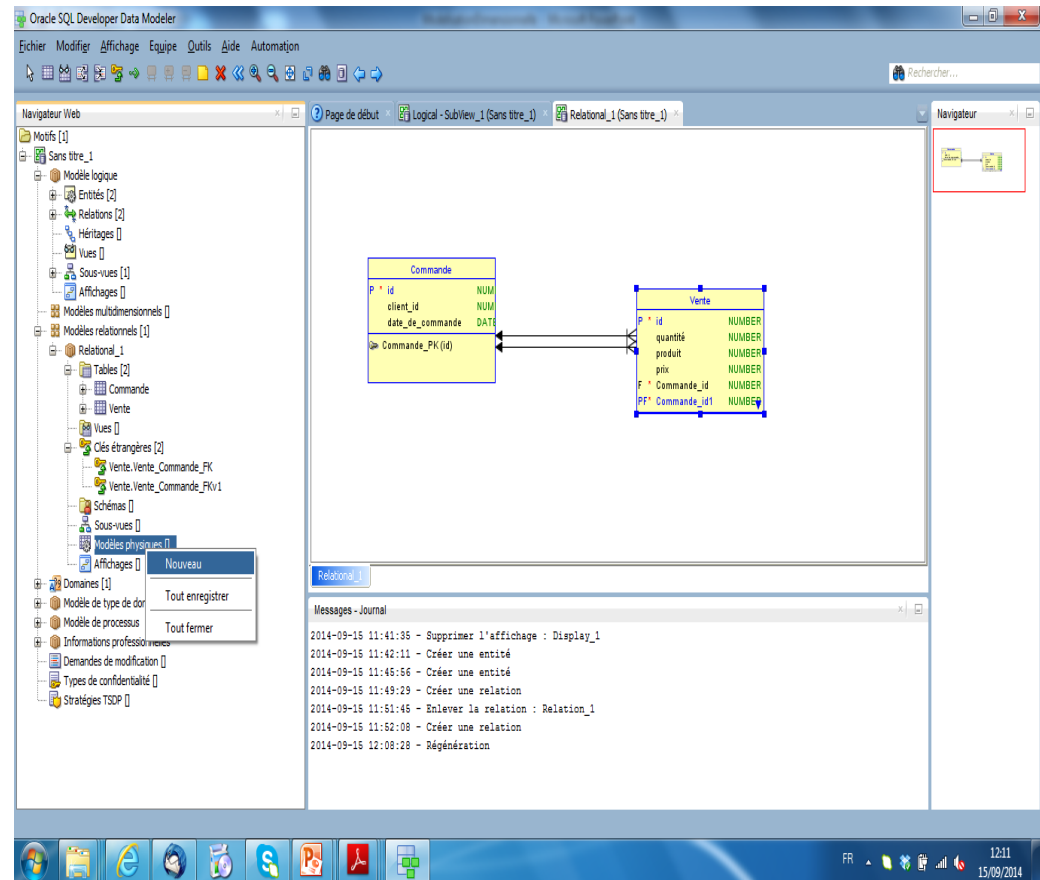 Oracle SQL Developer Data Modeler
Fichier Modifier Affichage Equipe Outils Aide Automation
Rechercher...
Navigateur Web
Motifs [1]
Sans titre_1
Modèle logique
Entités [2]
Relations [2]
Héritages []
Vues []
Sous-vues [1]
Affichages []
Modèles multidimensionnels []
Modèles relationnels [1]
Relational_1
Tables [2]
Commande
Vente
Vues []
Clés étrangères [2]
Vente.Vente_Commande_FK
Vente.Vente_Commande_FKv1
Schémas []
Sous-vues []
Modèles physiques []
Affichages []
Domaines [1]
Modèle de type de dor
Modèle de processus
Informations professionnelles
Demandes de modification []
Types de confidentialité []
Stratégies TSDP []
Nouveau
Tout enregistrer
Tout fermer
Page de début
Logical - SubView_1 (Sans titre_1)
Relational_1 (Sans titre_1)
Commande
P * id NUM
client_id NUM
date_de_commande DATE
Commande_PK (id)
Vente
P * id NUMBER
quantité NUMBER
produit NUMBER
prix NUMBER
F * Commande_id NUMBER
PF* Commande_id1 NUMBER
Relational_1
Messages - Journal
2014-09-15 11:41:35 - Supprimer l'affichage : Display_1
2014-09-15 11:42:11 - Créer une entité
2014-09-15 11:45:56 - Créer une entité
2014-09-15 11:49:29 - Créer une relation
2014-09-15 11:51:45 - Enlever la relation : Relation_1
2014-09-15 11:52:08 - Créer une relation
2014-09-15 12:08:28 - Régénération
Navigateur
FR
12:11
15/09/2014